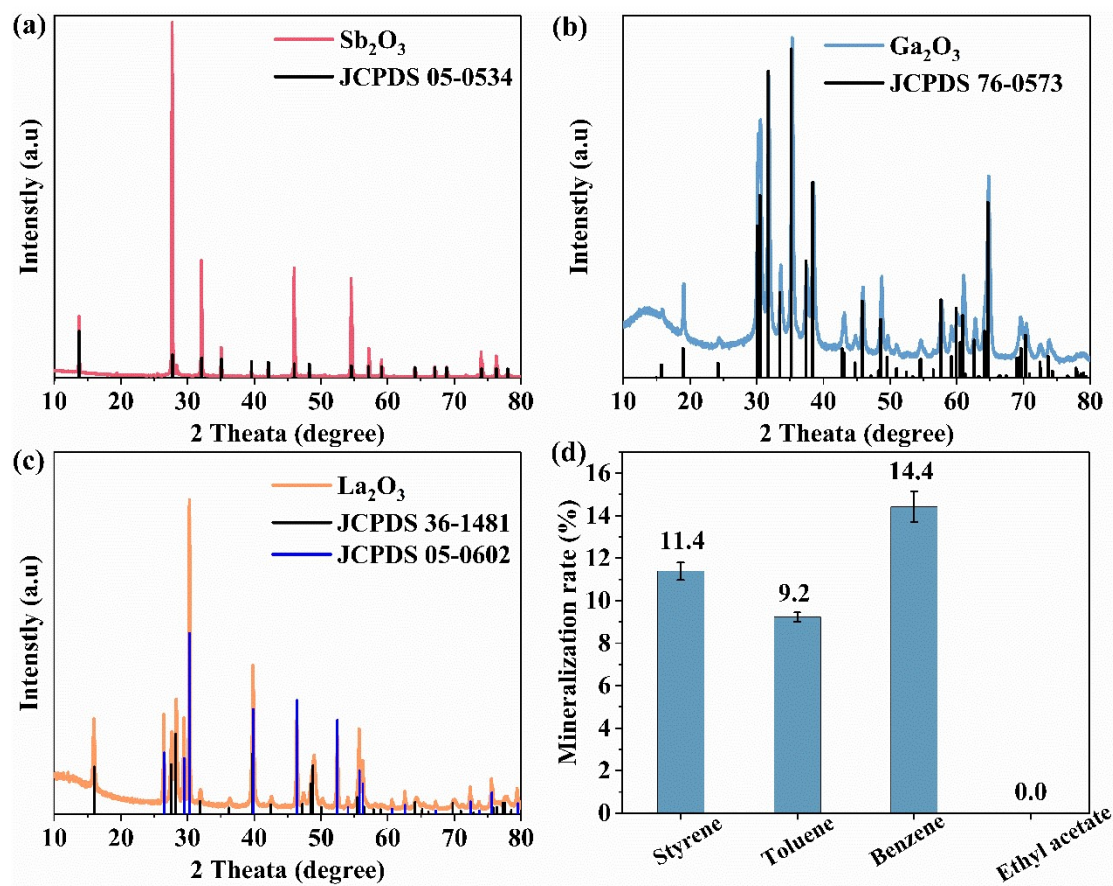 (a)
Sb₂O₃
JCPDS 05-0534
Intenstly (a.u)
10 20 30 40 50 60 70 80
2 Theata (degree)
(b)
Ga₂O₃
JCPDS 76-0573
Intenstly (a.u)
10 20 30 40 50 60 70 80
2 Theata (degree)
(c)
La₂O₃
JCPDS 36-1481
JCPDS 05-0602
Intenstly (a.u)
10 20 30 40 50 60 70 80
2 Theata (degree)
(d)
Mineralization rate (%)
16
14
12
10
8
6
4
2
0
11.4
9.2
14.4
0.0
Styrene
Toluene
Benzene
Ethyl acetate